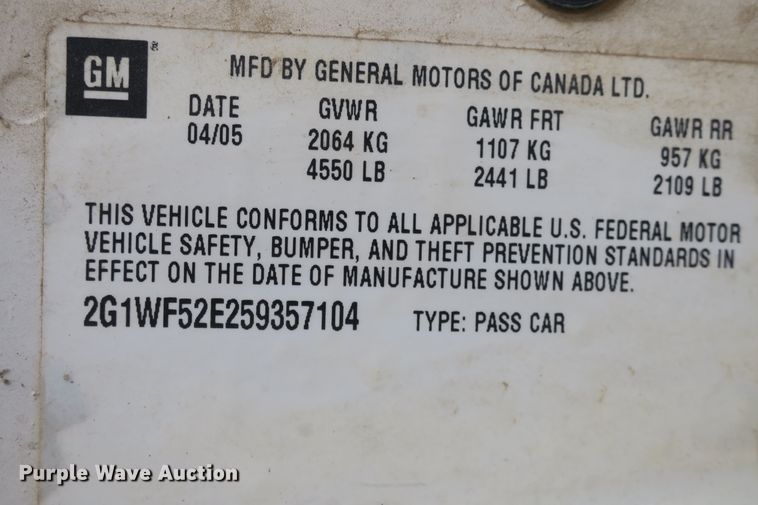 GM
MFD BY GENERAL MOTORS OF CANADA LTD.
DATE GVWR GAWR FRT GAWR RR
04/05 2064 KG 1107 KG 957 KG
4550 LB 2441 LB 2109 LB
THIS VEHICLE CONFORMS TO ALL APPLICABLE U.S. FEDERAL MOTOR
VEHICLE SAFETY, BUMPER, AND THEFT PREVENTION STANDARDS IN
EFFECT ON THE DATE OF MANUFACTURE SHOWN ABOVE.
2G1WF52E259357104 TYPE: PASS CAR
Purple Wave Auction